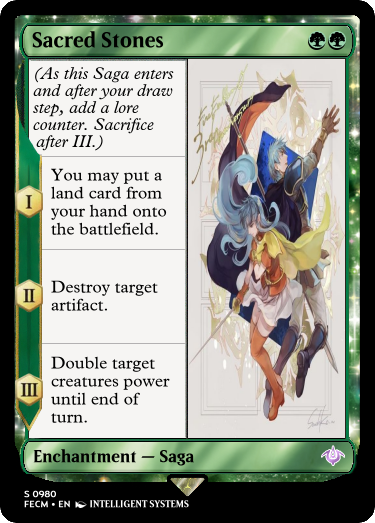 Sacred Stones
(As this Saga enters
and after your draw
step, add a lore
counter. Sacrifice
after III.)
I
You may put a
land card from
your hand onto
the battlefield.
II
Destroy target
artifact.
III
Double target
creatures power
until end of
turn.
Enchantment — Saga
S 0980
FECM • EN INTELLIGENT SYSTEMS